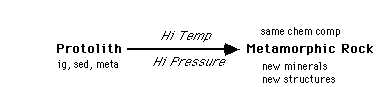 Hi Temp
same chem comp
Protolith
Metamorphic Rock
ig, sed, meta
Hi Pressure
new minerals
new structures